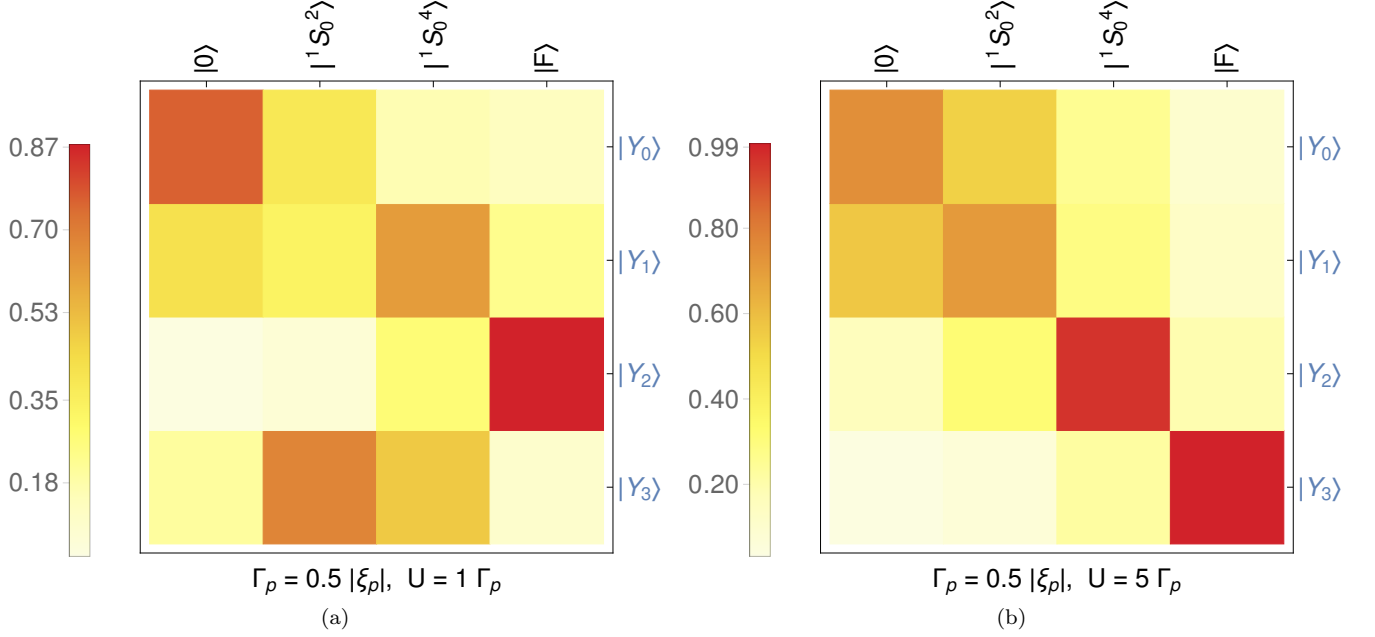 |0⟩ |¹S₀²⟩ |¹S₀⁴⟩ |F⟩
0.87
0.70
0.53
0.35
0.18
|Y₀⟩
|Y₁⟩
|Y₂⟩
|Y₃⟩
Γₚ = 0.5 |ξₚ|, U = 1 Γₚ
(a)
|0⟩ |¹S₀²⟩ |¹S₀⁴⟩ |F⟩
0.99
0.80
0.60
0.40
0.20
|Y₀⟩
|Y₁⟩
|Y₂⟩
|Y₃⟩
Γₚ = 0.5 |ξₚ|, U = 5 Γₚ
(b)